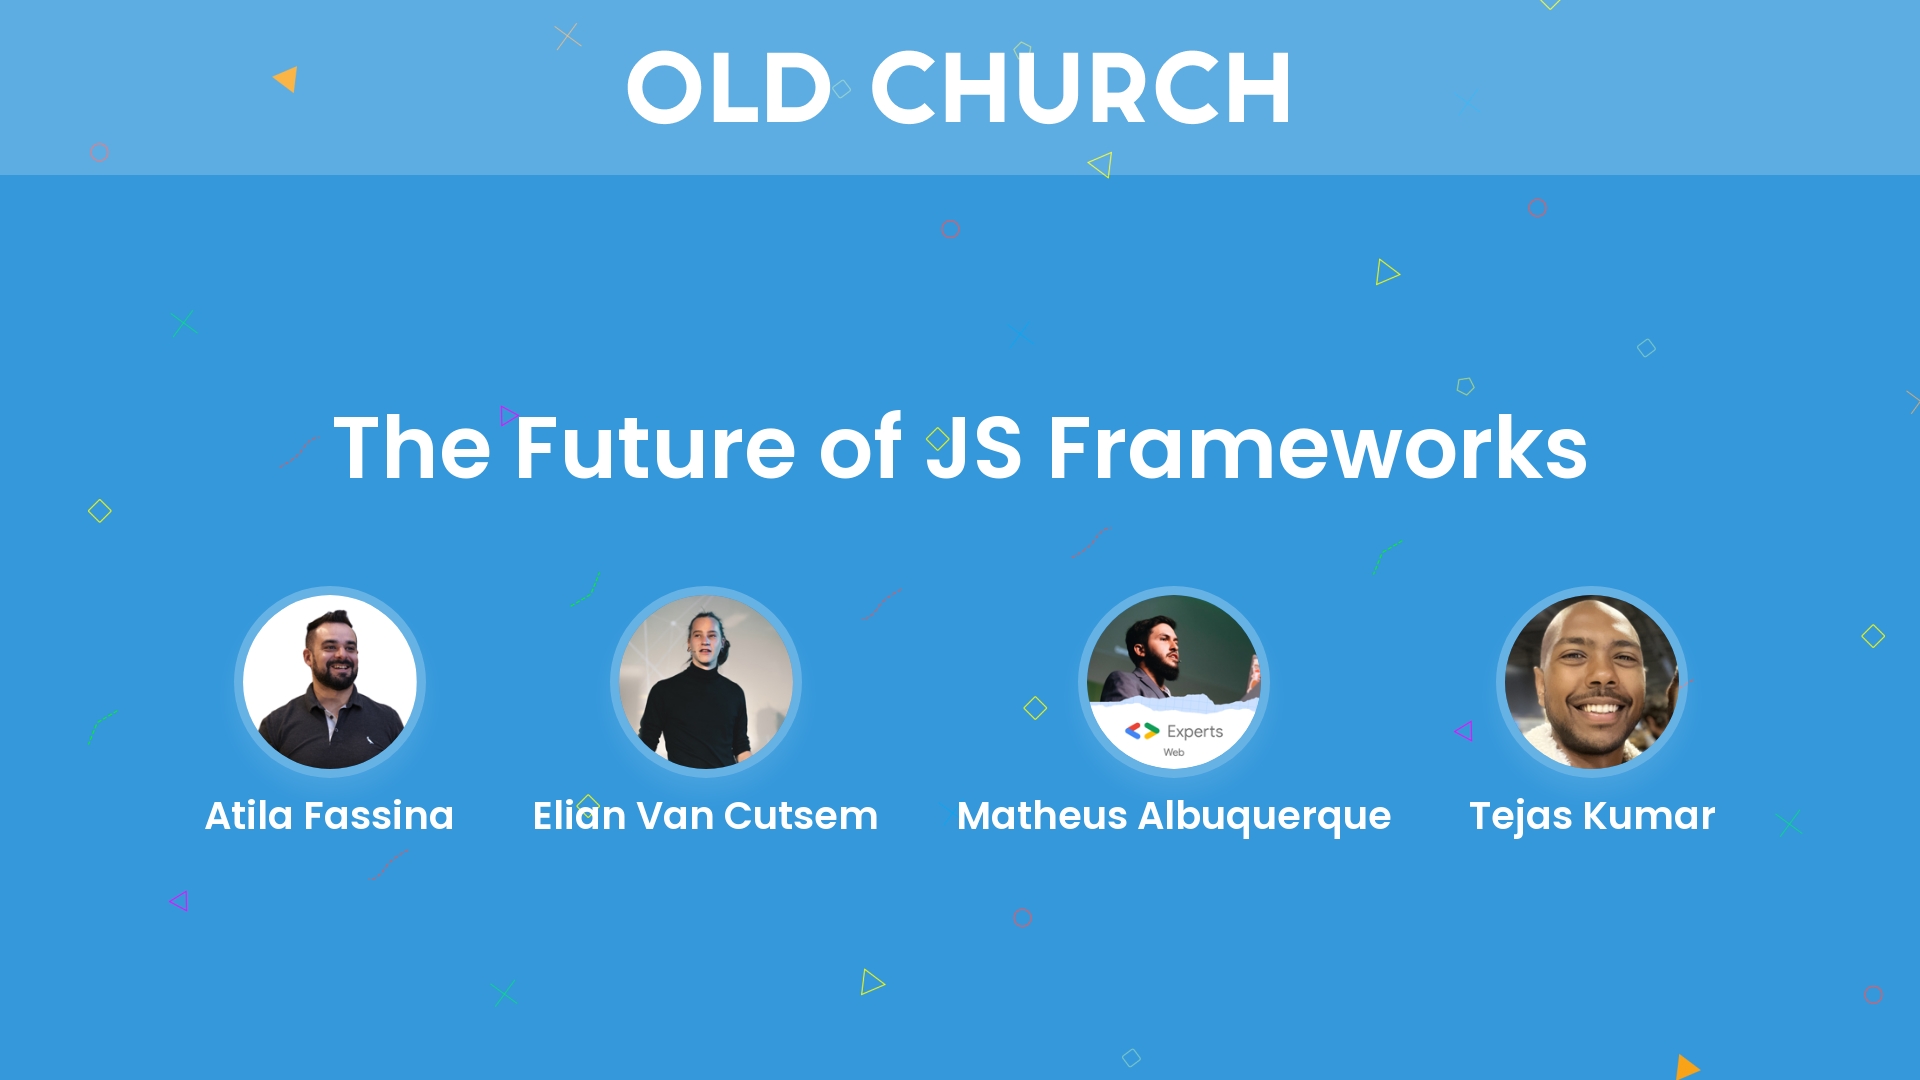 OLD CHURCH
The Future of JS Frameworks
Experts
Web
Atila Fassina
Elian Van Cutsem
Matheus Albuquerque
Tejas Kumar